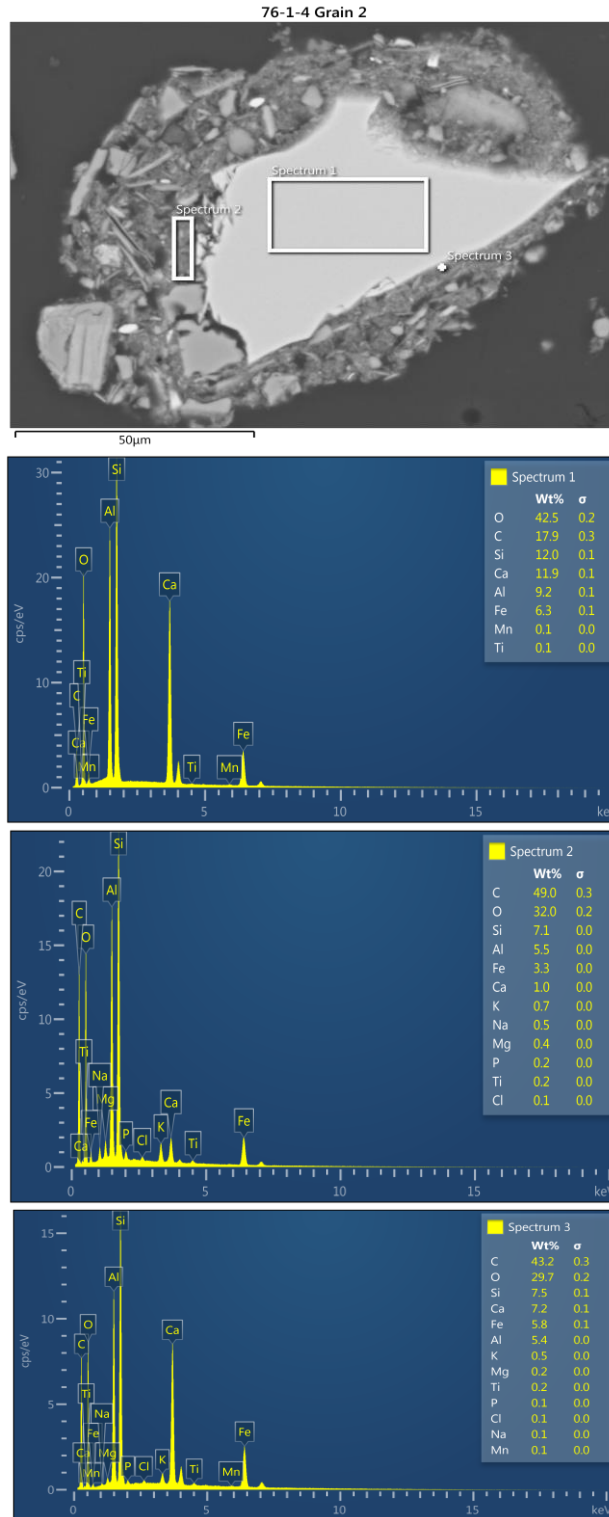 76-1-4 Grain 2
Spectrum 1
Spectrum 2
Spectrum 3
50μm
30
20
10
0
cps/eV
Si
Al
O
Ca
Ti
C
Fe
Ca
Mn
Ti
Mn
Fe
0 5 10 15 keV
Spectrum 1
Wt% σ
O 42.5 0.2
C 17.9 0.3
Si 12.0 0.1
Ca 11.9 0.1
Al 9.2 0.1
Fe 6.3 0.1
Mn 0.1 0.0
Ti 0.1 0.0
20
15
10
5
0
cps/eV
Si
Al
C
O
Ti
Na
Mg
Fe
Ca
P
Cl
K
Ca
Ti
Fe
0 5 10 15 keV
Spectrum 2
Wt% σ
C 49.0 0.3
O 32.0 0.2
Si 7.1 0.0
Al 5.5 0.0
Fe 3.3 0.0
Ca 1.0 0.0
K 0.7 0.0
Na 0.5 0.0
Mg 0.4 0.0
P 0.2 0.0
Ti 0.2 0.0
Cl 0.1 0.0
15
10
5
0
cps/eV
Si
Al
O
C
Ca
Ti
Na
Fe
Ca
Mn
Mg
P
Cl
K
Ti
Mn
Fe
0 5 10 15 keV
Spectrum 3
Wt% σ
C 43.2 0.3
O 29.7 0.2
Si 7.5 0.1
Ca 7.2 0.1
Fe 5.8 0.1
Al 5.4 0.0
K 0.5 0.0
Mg 0.2 0.0
Ti 0.2 0.0
P 0.1 0.0
Cl 0.1 0.0
Na 0.1 0.0
Mn 0.1 0.0